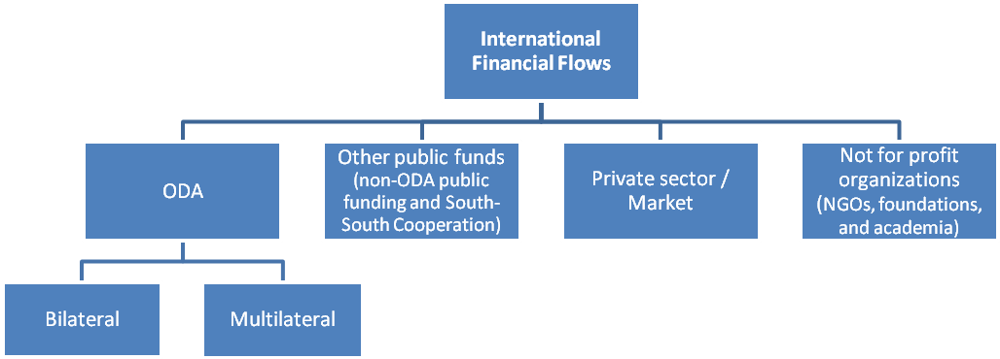 International
Financial Flows
ODA
Other public funds
(non-ODA public
funding and South-
South Cooperation)
Private sector /
Market
Not for profit
organizations
(NGOs, foundations,
and academia)
Bilateral
Multilateral